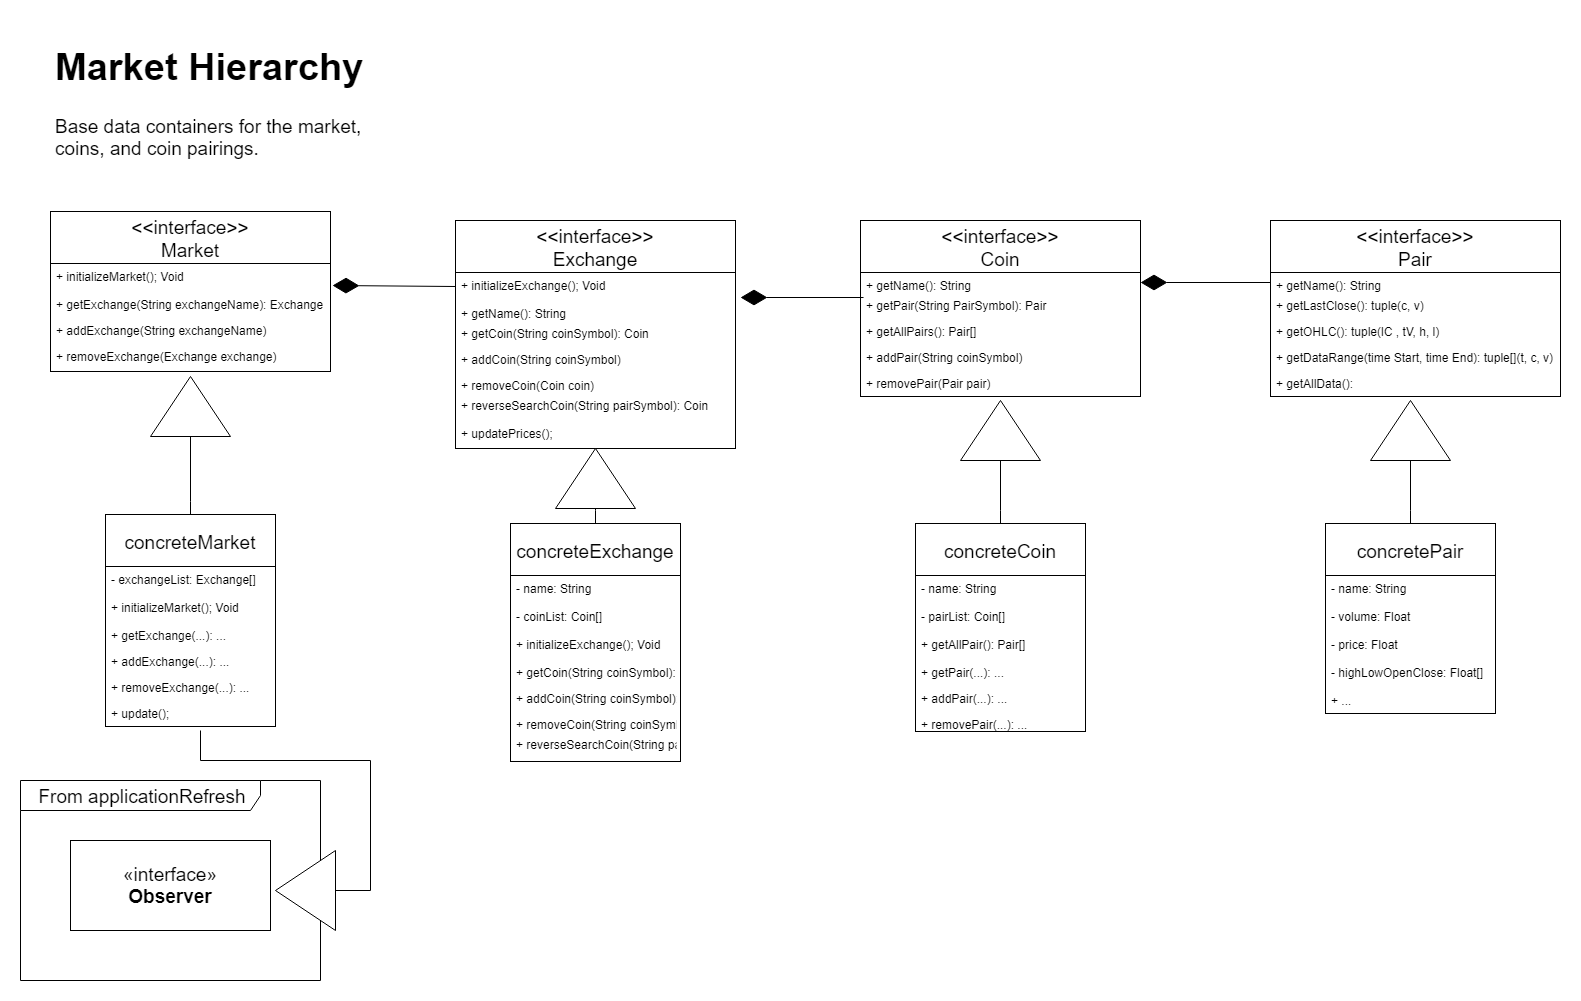 Market Hierarchy
Base data containers for the market,
coins, and coin pairings.
<<interface>>
Market
+ initializeMarket(); Void
+ getExchange(String exchangeName): Exchange
+ addExchange(String exchangeName)
+ removeExchange(Exchange exchange)
<<interface>>
Exchange
+ initializeExchange(); Void
+ getName(): String
+ getCoin(String coinSymbol): Coin
+ addCoin(String coinSymbol)
+ removeCoin(Coin coin)
+ reverseSearchCoin(String pairSymbol): Coin
+ updatePrices();
<<interface>>
Coin
+ getName(): String
+ getPair(String PairSymbol): Pair
+ getAllPairs(): Pair[]
+ addPair(String coinSymbol)
+ removePair(Pair pair)
<<interface>>
Pair
+ getName(): String
+ getLastClose(): tuple(c, v)
+ getOHLC(): tuple(lC , tV, h, l)
+ getDataRange(time Start, time End): tuple[](t, c, v)
+ getAllData():
concreteMarket
- exchangeList: Exchange[]
+ initializeMarket(); Void
+ getExchange(...): ...
+ addExchange(...): ...
+ removeExchange(...): ...
+ update();
concreteExchange
- name: String
- coinList: Coin[]
+ initializeExchange(); Void
+ getCoin(String coinSymbol):
+ addCoin(String coinSymbol)
+ removeCoin(String coinSym
+ reverseSearchCoin(String pa
concreteCoin
- name: String
- pairList: Coin[]
+ getAllPair(): Pair[]
+ getPair(...): ...
+ addPair(...): ...
+ removePair(...): ...
concretePair
- name: String
- volume: Float
- price: Float
- highLowOpenClose: Float[]
+ ...
From applicationRefresh
«interface»
Observer